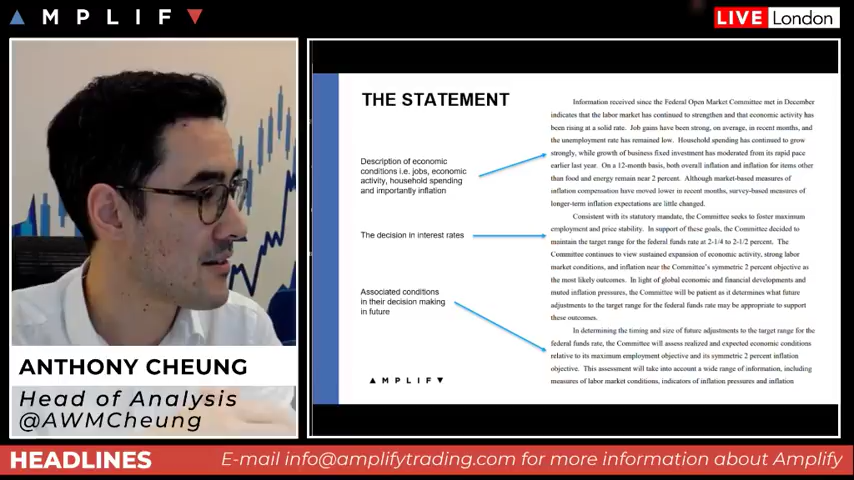 AMPLIFY
LIVE London
THE STATEMENT
Description of economic
conditions i.e. jobs, economic
activity, household spending
and importantly inflation
The decision in interest rates
Associated conditions
in their decision making
in future
Information received since the Federal Open Market Committee met in December
indicates that the labor market has continued to strengthen and that economic activity has
been rising at a solid rate. Job gains have been strong, on average, in recent months, and
the unemployment rate has remained low. Household spending has continued to grow
strongly, while growth of business fixed investment has moderated from its rapid pace
earlier last year. On a 12-month basis, both overall inflation and inflation for items other
than food and energy remain near 2 percent. Although market-based measures of
inflation compensation have moved lower in recent months, survey-based measures of
longer-term inflation expectations are little changed.
Consistent with its statutory mandate, the Committee seeks to foster maximum
employment and price stability. In support of these goals, the Committee decided to
maintain the target range for the federal funds rate at 2-1/4 to 2-1/2 percent. The
Committee continues to view sustained expansion of economic activity, strong labor
market conditions, and inflation near the Committee's symmetric 2 percent objective as
the most likely outcomes. In light of global economic and financial developments and
muted inflation pressures, the Committee will be patient as it determines what future
adjustments to the target range for the federal funds rate may be appropriate to support
these outcomes.
In determining the timing and size of future adjustments to the target range for the
federal funds rate, the Committee will assess realized and expected economic conditions
relative to its maximum employment objective and its symmetric 2 percent inflation
objective. This assessment will take into account a wide range of information, including
measures of labor market conditions, indicators of inflation pressures and inflation
AMPLIFY
ANTHONY CHEUNG
Head of Analysis
@AWMCheung
HEADLINES E-mail info@amplifytrading.com for more information about Amplify